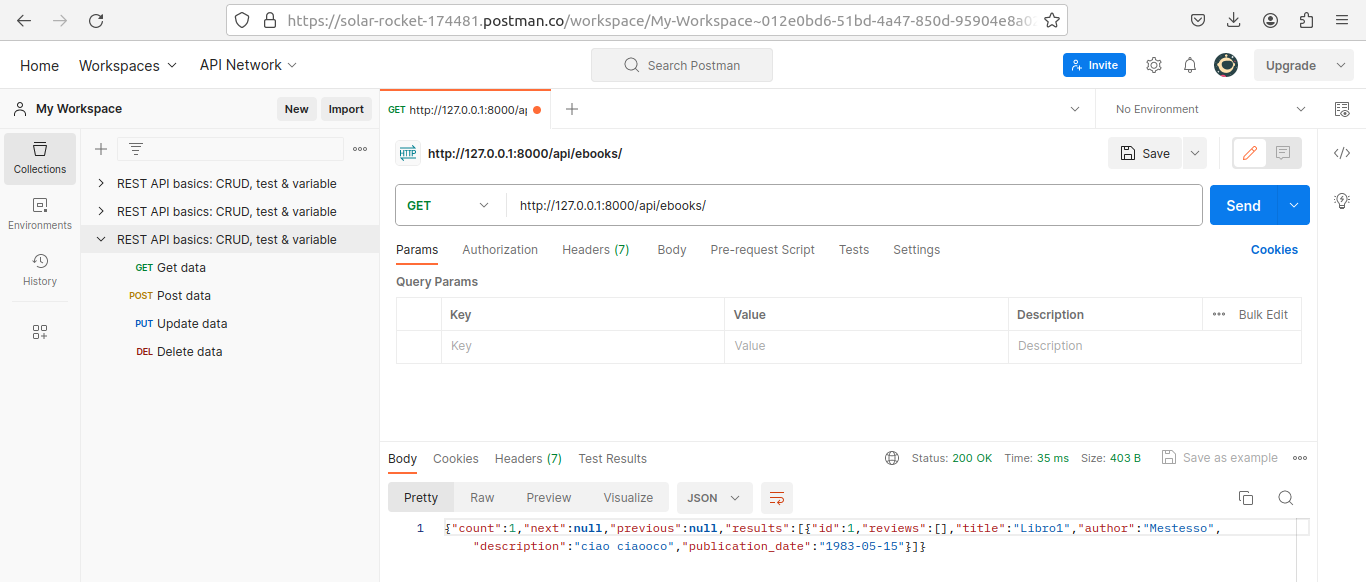 https://solar-rocket-174481.postman.co/workspace/My-Workspace~012e0bd6-51bd-4a47-850d-95904e8a0
Home Workspaces API Network Search Postman Invite Upgrade
My Workspace New Import GET http://127.0.0.1:8000/ap No Environment
Collections
Environments
History
REST API basics: CRUD, test & variable
REST API basics: CRUD, test & variable
REST API basics: CRUD, test & variable
GET Get data
POST Post data
PUT Update data
DEL Delete data
HTTP http://127.0.0.1:8000/api/ebooks/ Save
GET http://127.0.0.1:8000/api/ebooks/ Send
Params Authorization Headers (7) Body Pre-request Script Tests Settings Cookies
Query Params
Key Value Description Bulk Edit
Key Value Description
Body Cookies Headers (7) Test Results Status: 200 OK Time: 35 ms Size: 403 B Save as example
Pretty Raw Preview Visualize JSON
1 {"count":1,"next":null,"previous":null,"results":[{"id":1,"reviews":[],"title":"Libro1","author":"Mestesso",
"description":"ciao ciaooco","publication_date":"1983-05-15"}]}